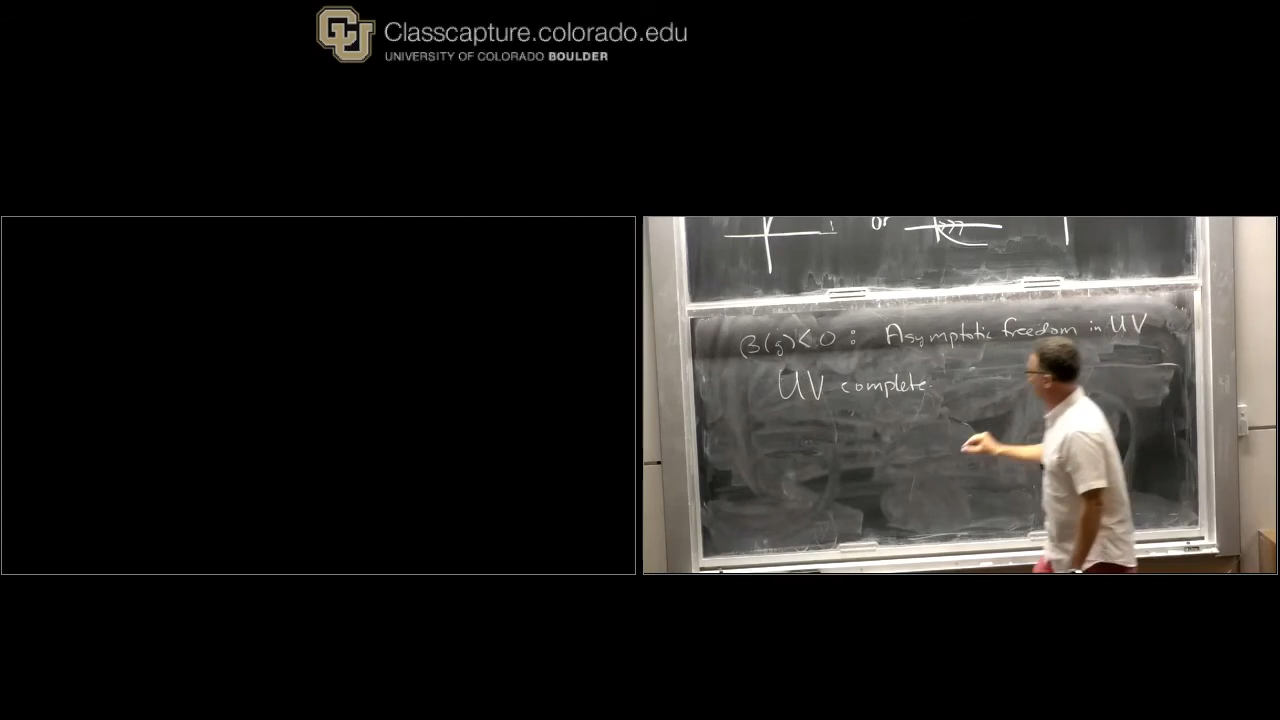 Classcapture.colorado.edu
UNIVERSITY OF COLORADO BOULDER
or
β(g)<0 : Asymptotic freedom in UV
UV complete.